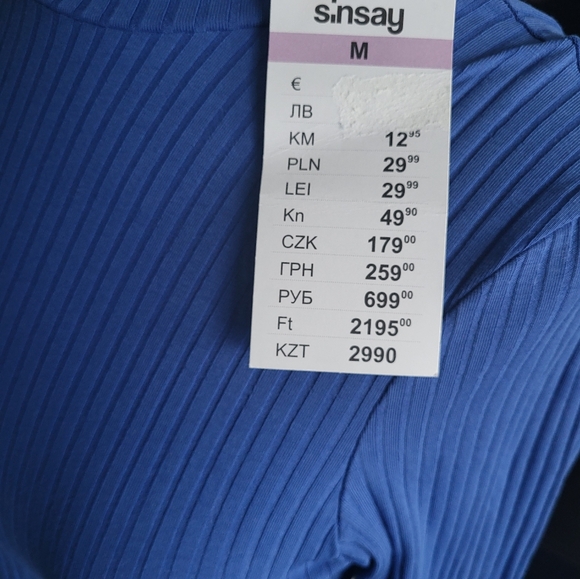 sinsay
M
€
ЛВ
KM 12⁹⁵
PLN 29⁹⁹
LEI 29⁹⁹
Kn 49⁹⁰
CZK 179⁰⁰
ГРН 259⁰⁰
РУБ 699⁰⁰
Ft 2195⁰⁰
KZT 2990